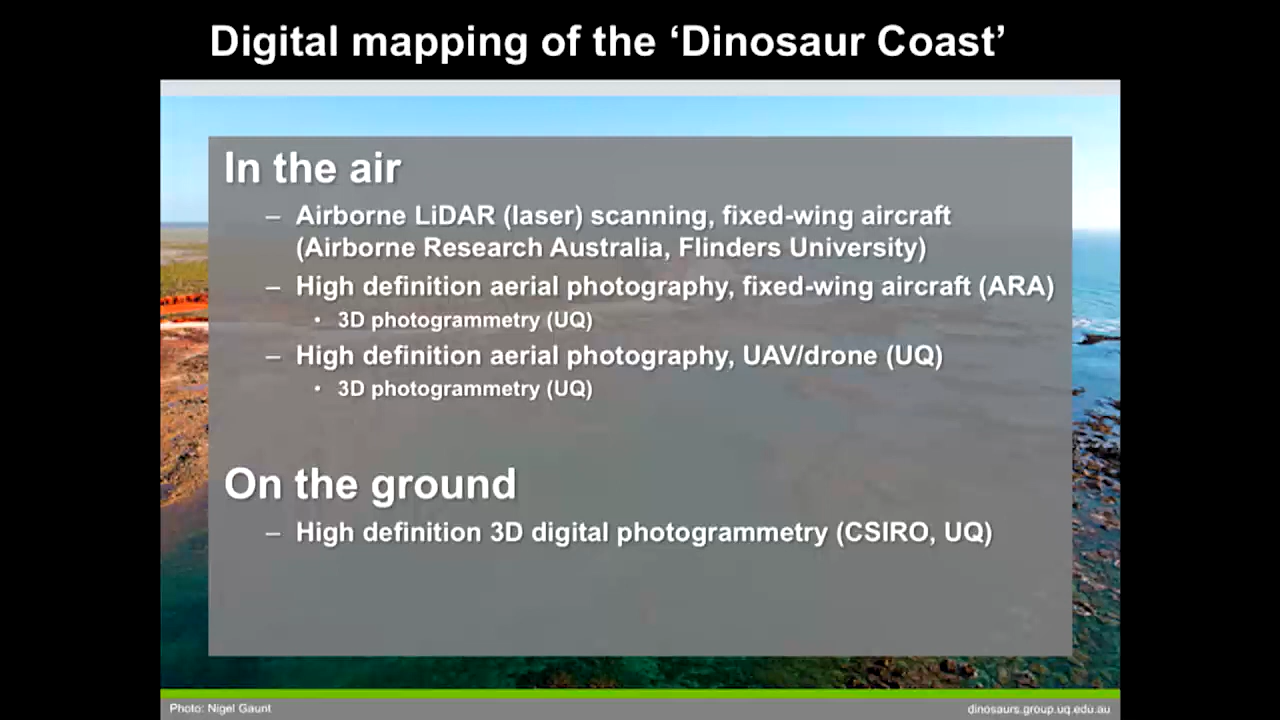 Digital mapping of the ‘Dinosaur Coast’
In the air
– Airborne LiDAR (laser) scanning, fixed-wing aircraft
(Airborne Research Australia, Flinders University)
– High definition aerial photography, fixed-wing aircraft (ARA)
• 3D photogrammetry (UQ)
– High definition aerial photography, UAV/drone (UQ)
• 3D photogrammetry (UQ)
On the ground
– High definition 3D digital photogrammetry (CSIRO, UQ)
Photo: Nigel Gaunt
dinosaurs.group.uq.edu.au